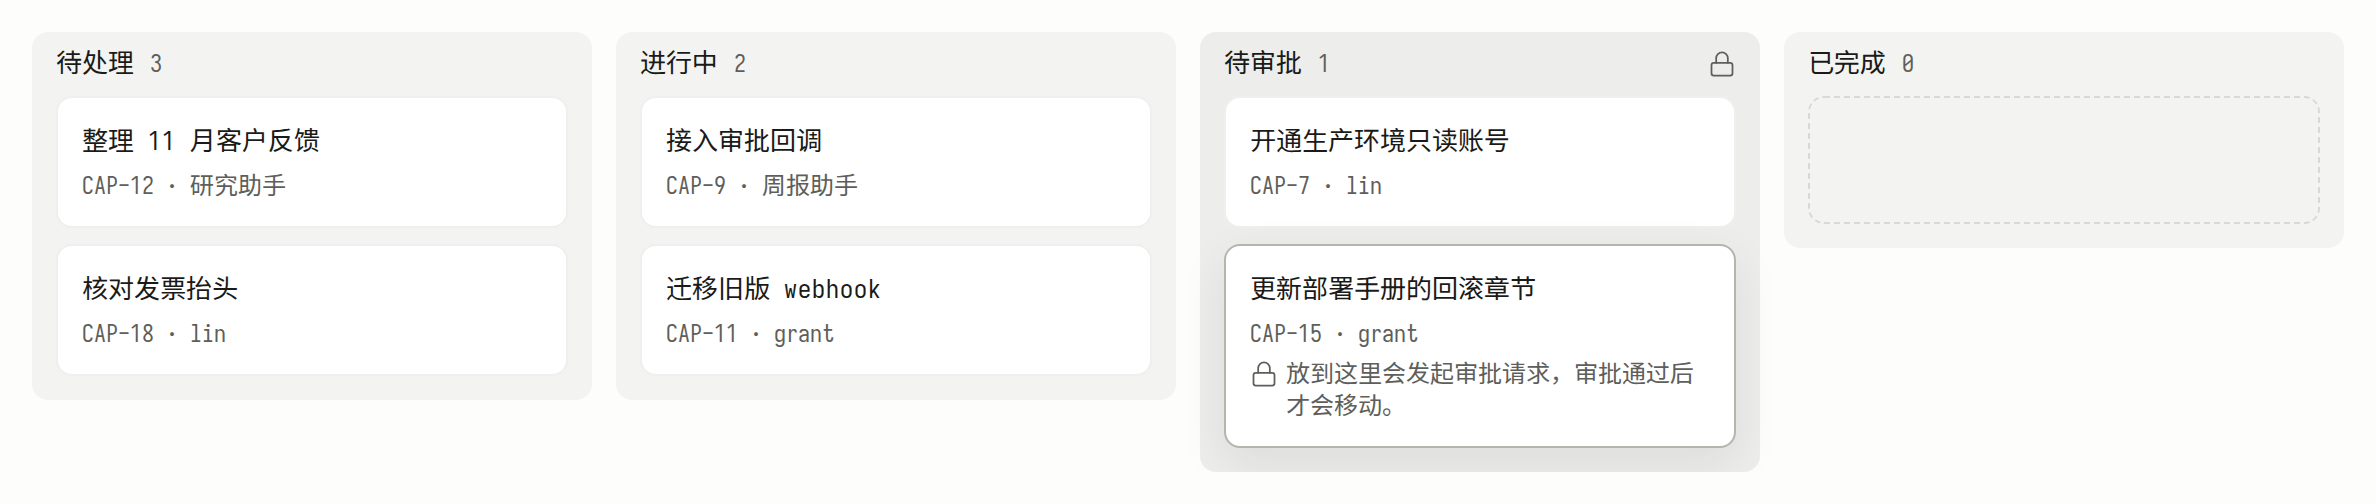 待处理 3
整理 11 月客户反馈
CAP-12 · 研究助手
核对发票抬头
CAP-18 · lin
进行中 2
接入审批回调
CAP-9 · 周报助手
迁移旧版 webhook
CAP-11 · grant
待审批 1
开通生产环境只读账号
CAP-7 · lin
更新部署手册的回滚章节
CAP-15 · grant
放到这里会发起审批请求，审批通过后
才会移动。
已完成 0